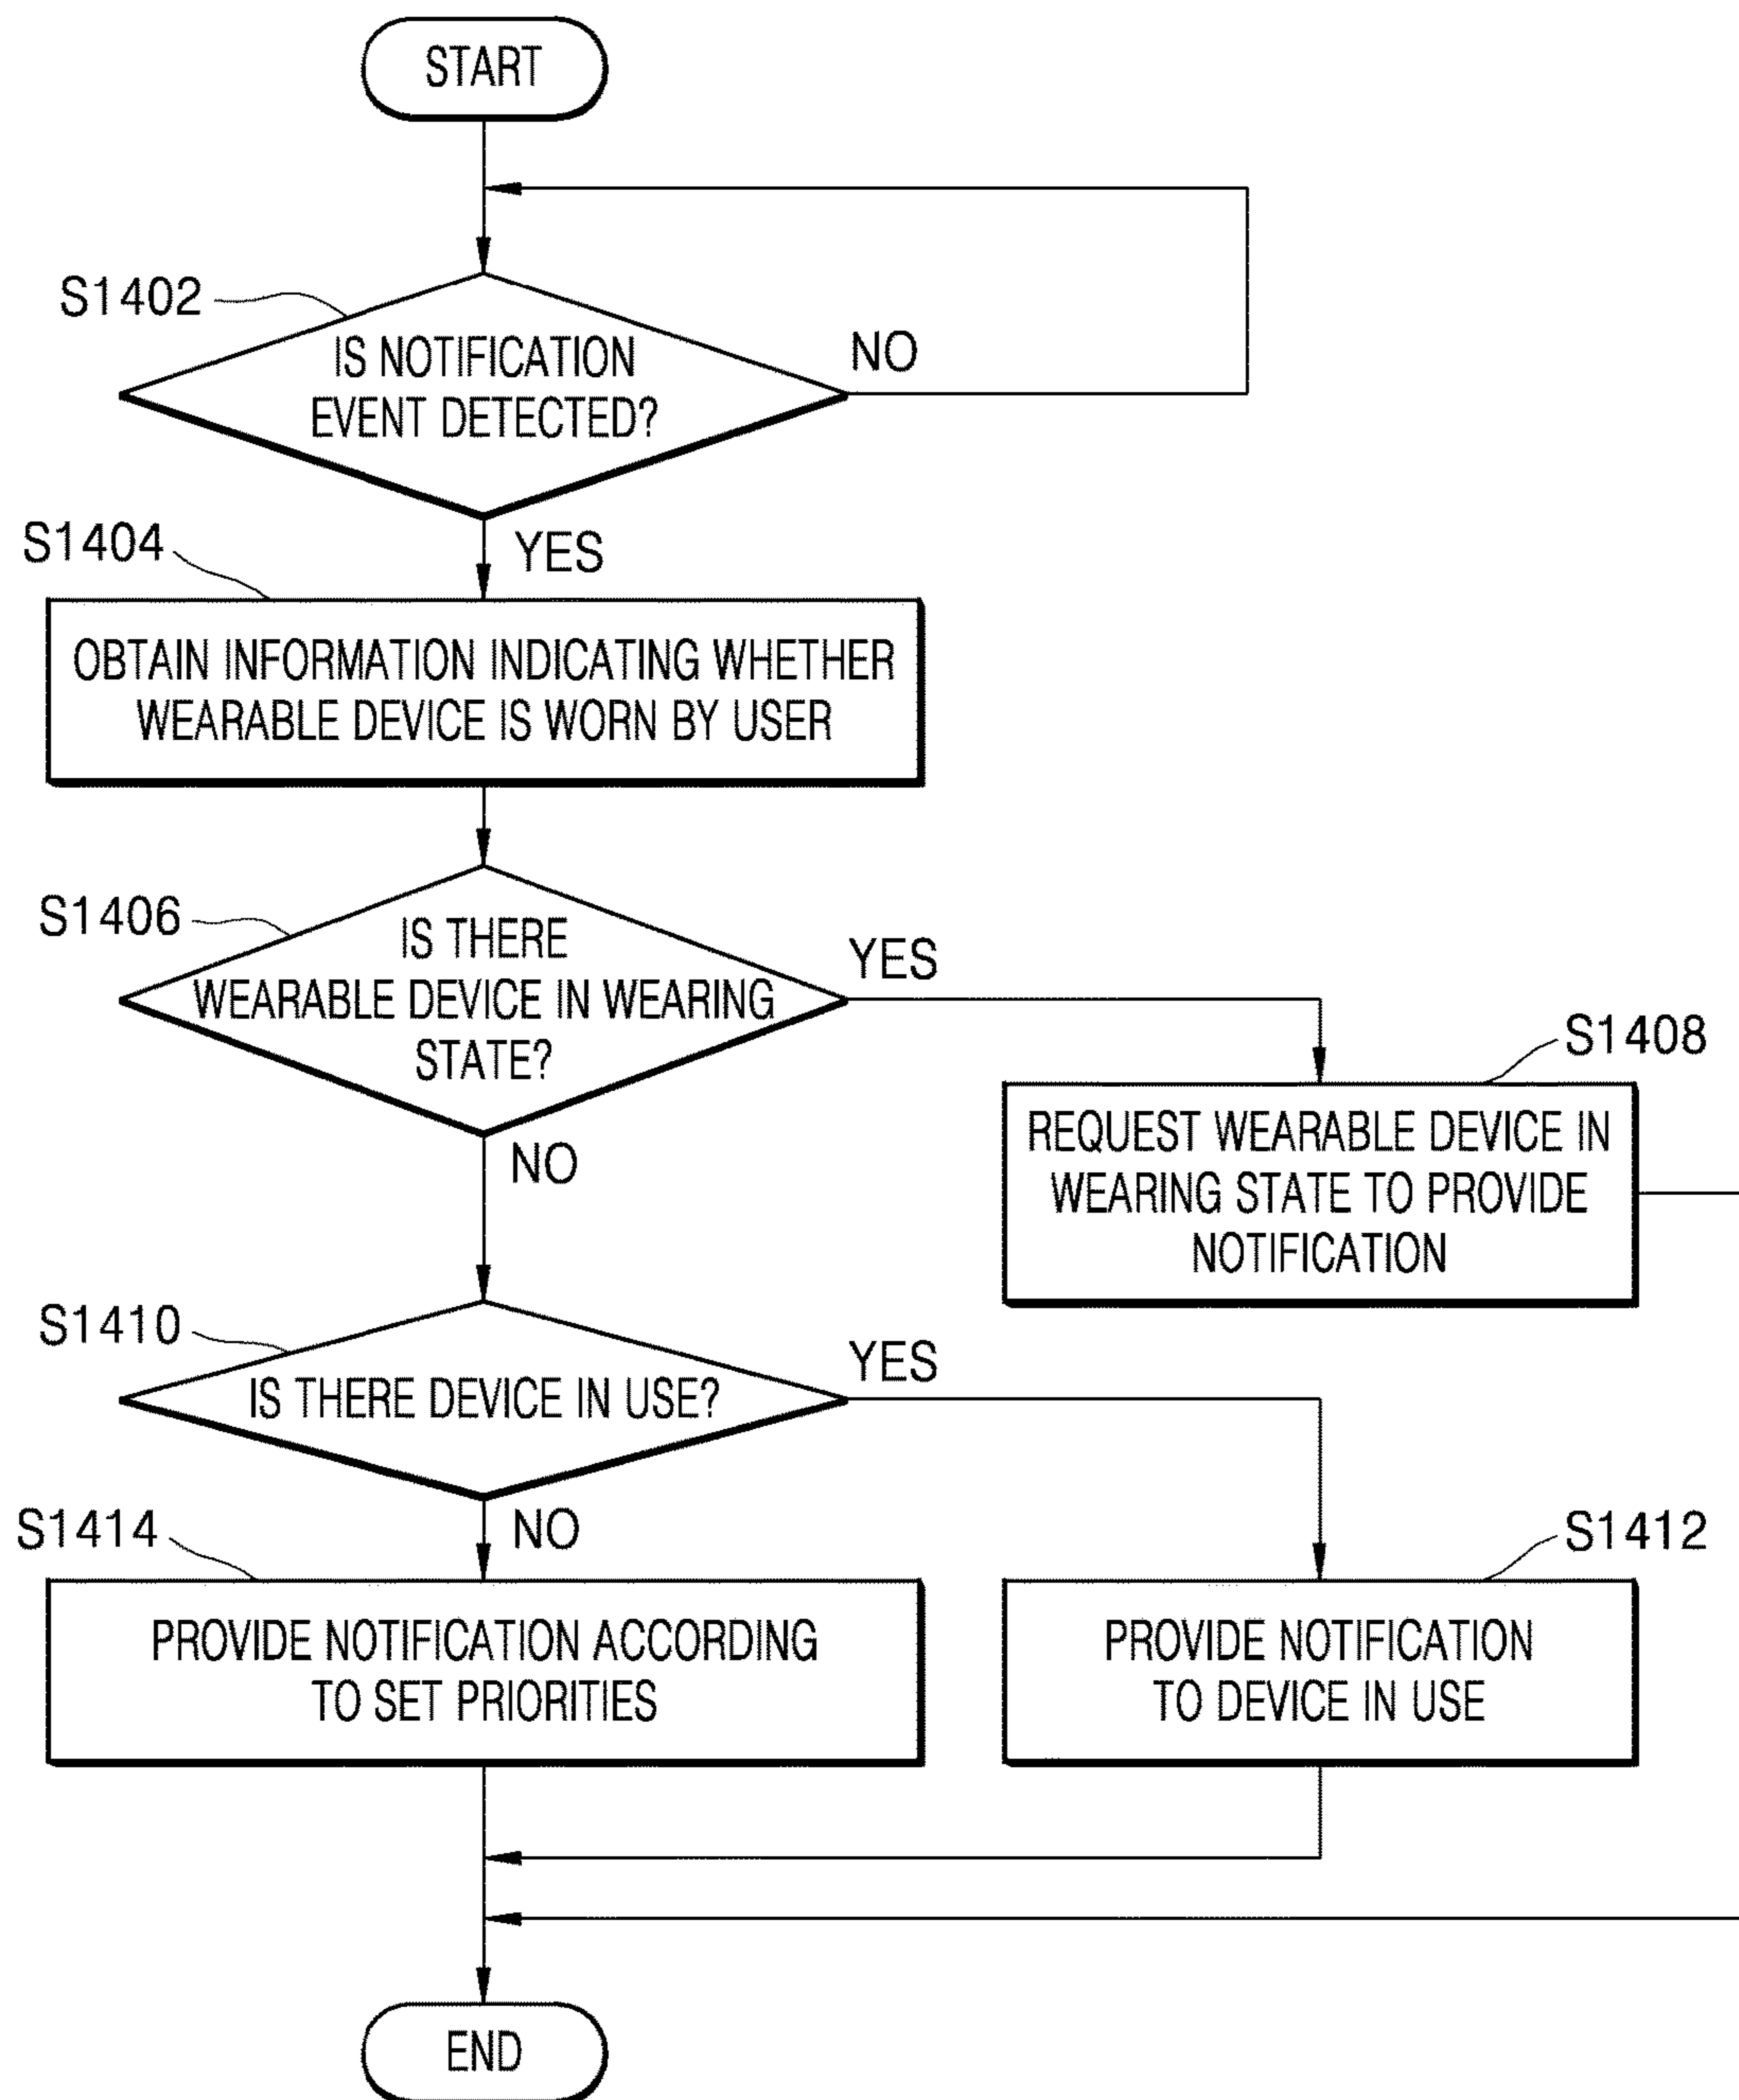 START
S1402
IS NOTIFICATION
EVENT DETECTED?
NO
S1404
YES
OBTAIN INFORMATION INDICATING WHETHER
WEARABLE DEVICE IS WORN BY USER
S1406
IS THERE
WEARABLE DEVICE IN WEARING
STATE?
YES
NO
S1408
REQUEST WEARABLE DEVICE IN
WEARING STATE TO PROVIDE
NOTIFICATION
S1410
IS THERE DEVICE IN USE?
YES
NO
S1414
PROVIDE NOTIFICATION ACCORDING
TO SET PRIORITIES
S1412
PROVIDE NOTIFICATION
TO DEVICE IN USE
END